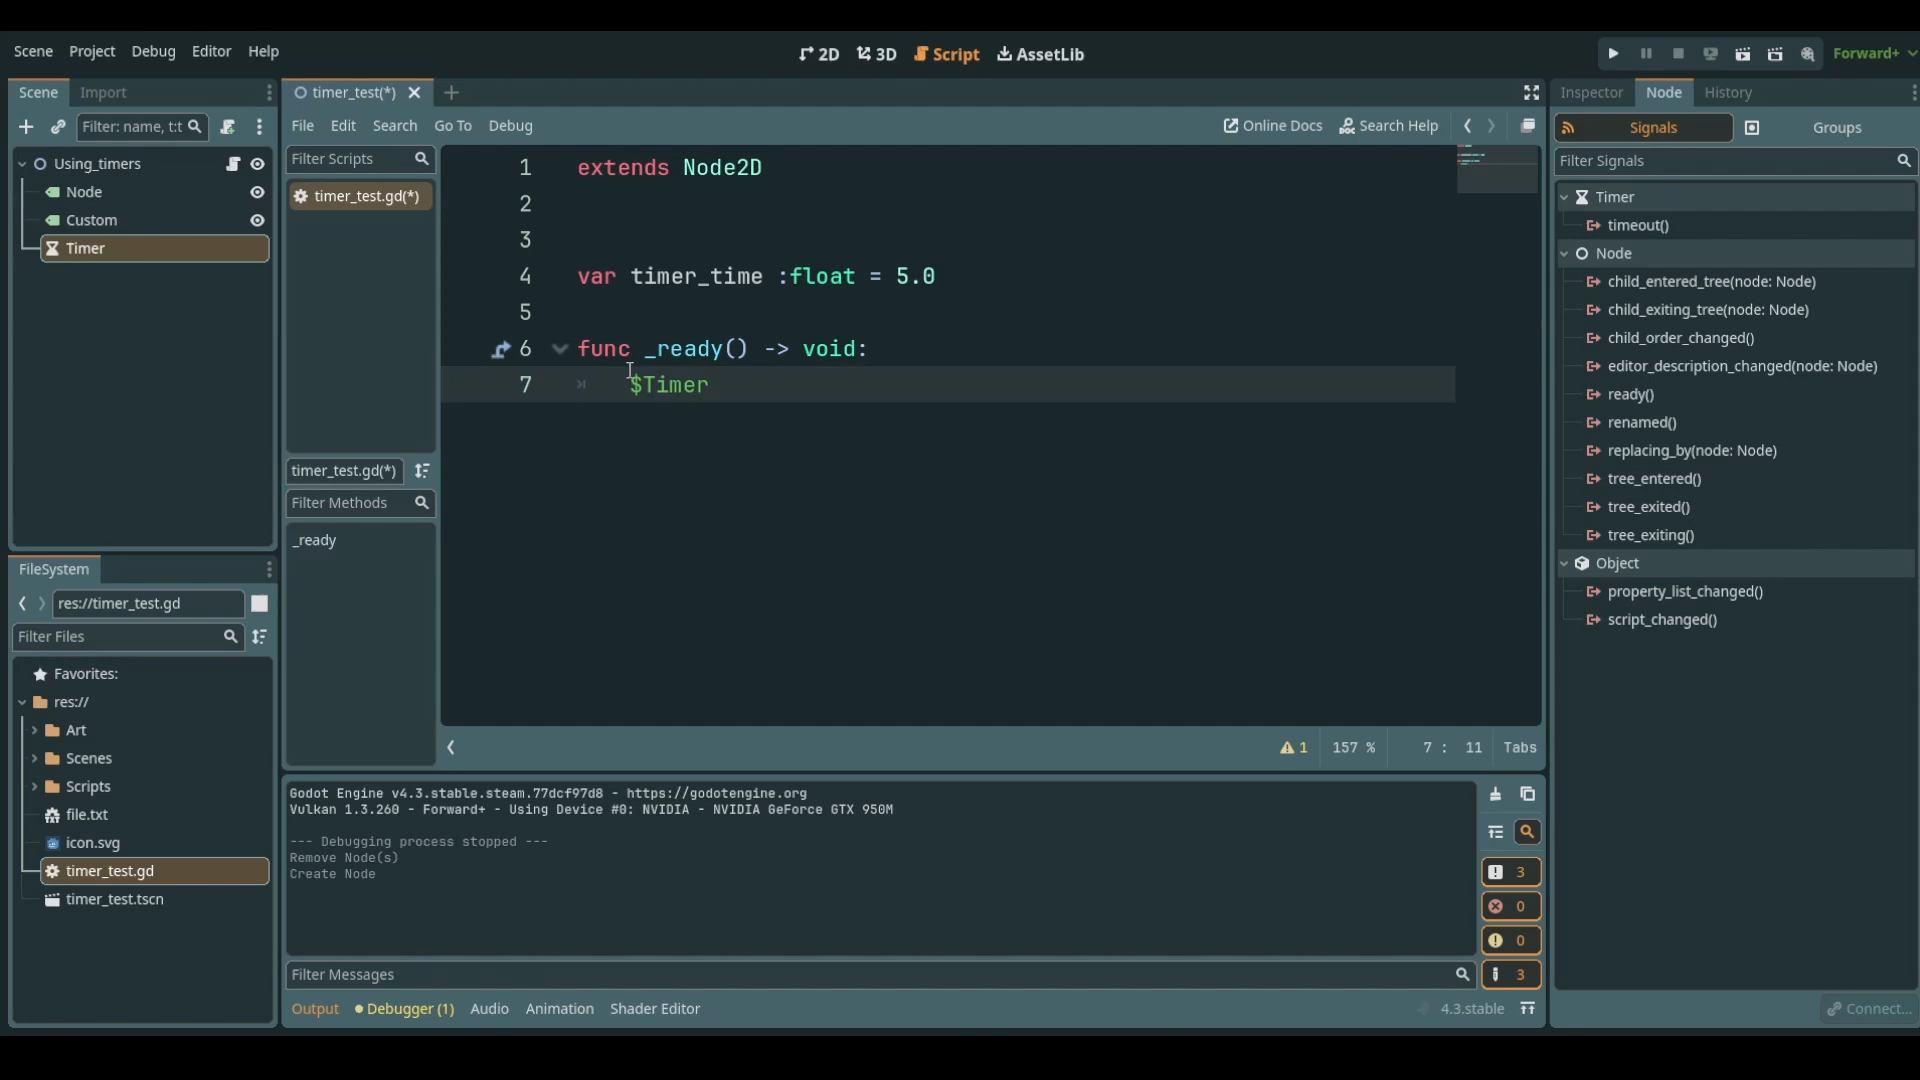 Scene Project Debug Editor Help
2D 3D Script AssetLib
Forward+
Scene Import
Filter: name, t:t
Using_timers
Node
Custom
Timer
FileSystem
res://timer_test.gd
Filter Files
Favorites:
res://
Art
Scenes
Scripts
file.txt
icon.svg
timer_test.gd
timer_test.tscn
timer_test(*)
File Edit Search Go To Debug
Online Docs Search Help
Filter Scripts
timer_test.gd(*)
timer_test.gd(*)
Filter Methods
_ready
1 extends Node2D
2
3
4 var timer_time :float = 5.0
5
6 func _ready() -> void:
7 $Timer
1 157 % 7 : 11 Tabs
Godot Engine v4.3.stable.steam.77dcf97d8 - https://godotengine.org
Vulkan 1.3.260 - Forward+ - Using Device #0: NVIDIA - NVIDIA GeForce GTX 950M
--- Debugging process stopped ---
Remove Node(s)
Create Node
3
0
0
3
Filter Messages
Output Debugger (1) Audio Animation Shader Editor
4.3.stable
Inspector Node History
Signals Groups
Filter Signals
Timer
timeout()
Node
child_entered_tree(node: Node)
child_exiting_tree(node: Node)
child_order_changed()
editor_description_changed(node: Node)
ready()
renamed()
replacing_by(node: Node)
tree_entered()
tree_exited()
tree_exiting()
Object
property_list_changed()
script_changed()
Connect...